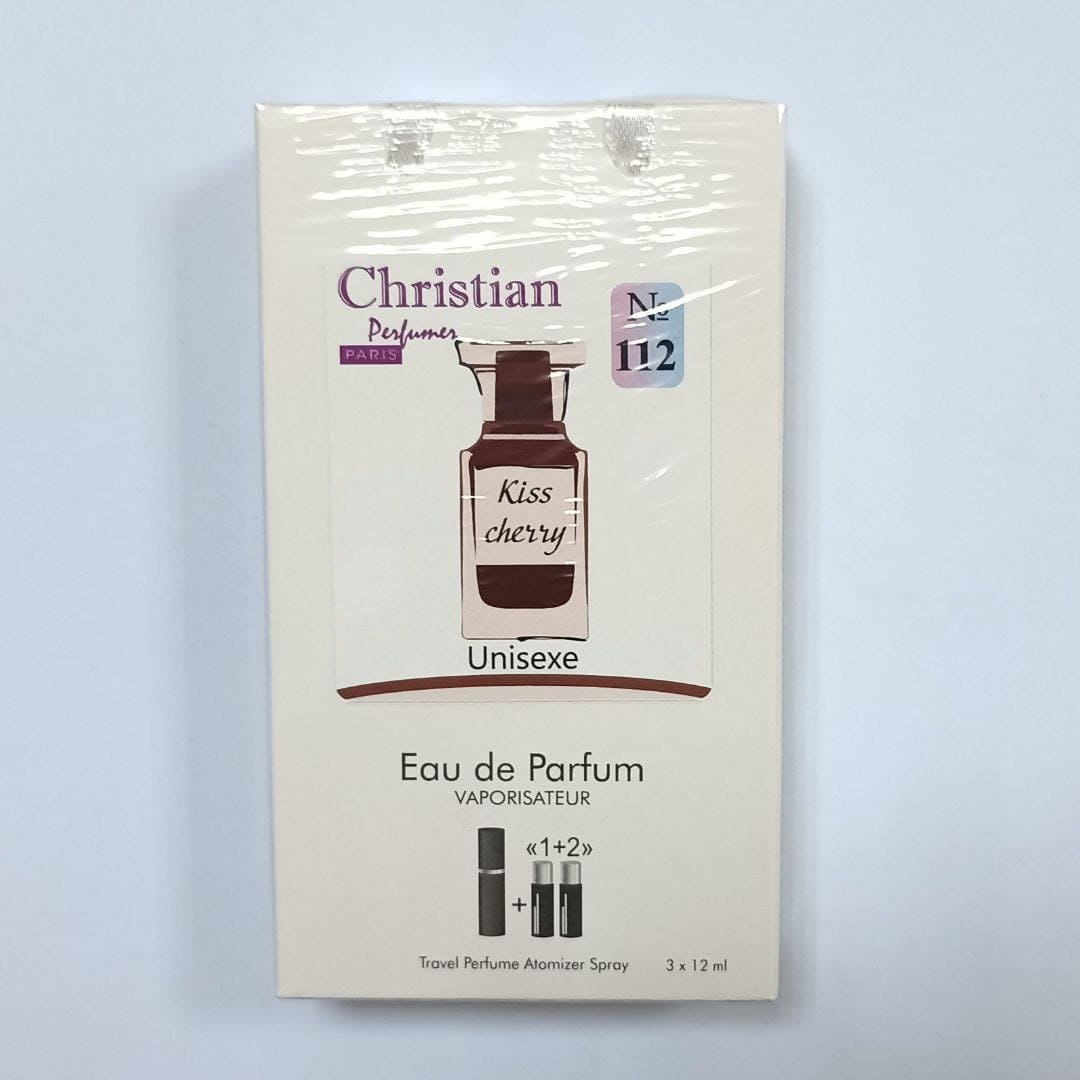 Christian
Perfumer
PARIS
№
112
Kiss
cherry
Unisexe
Eau de Parfum
VAPORISATEUR
«1+2»
+
Travel Perfume Atomizer Spray 3 x 12 ml